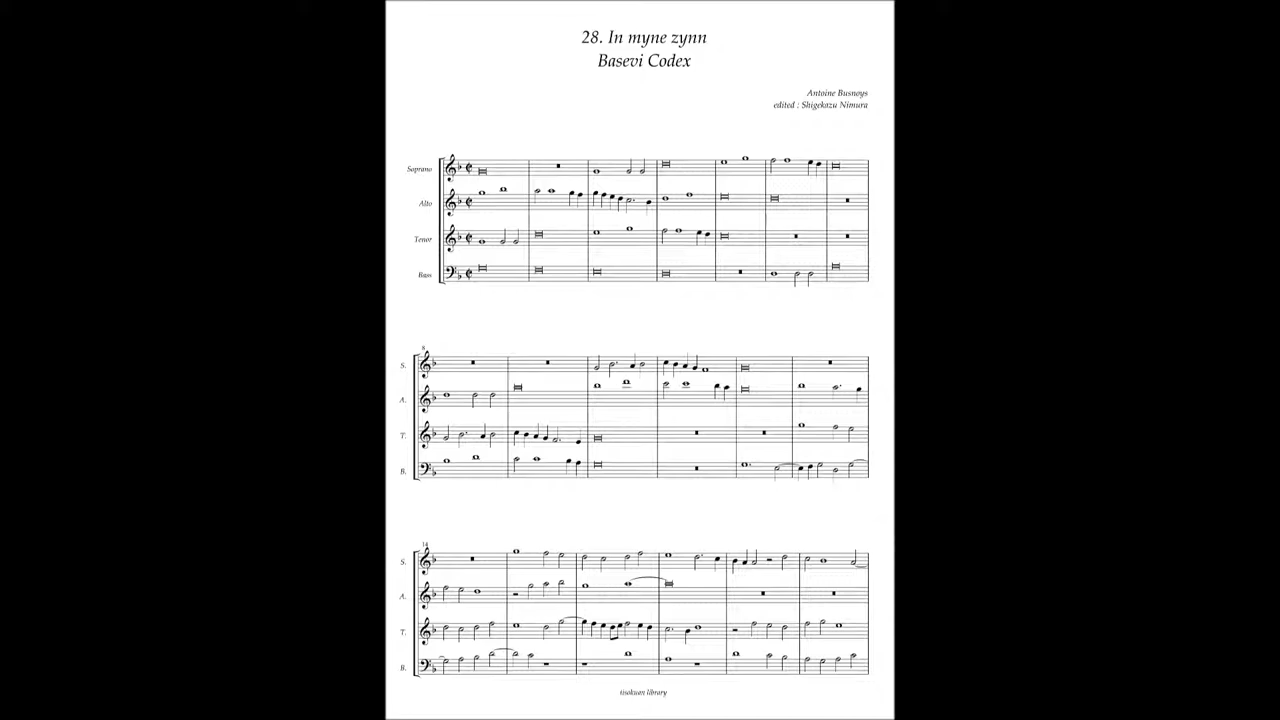 28. In myne zynn
Basevi Codex
Antoine Busnoys
edited : Shigekazu Nimura
Soprano
Alto
Tenor
Bass
8
S.
A.
T.
B.
14
S.
A.
T.
B.
tisokuan library